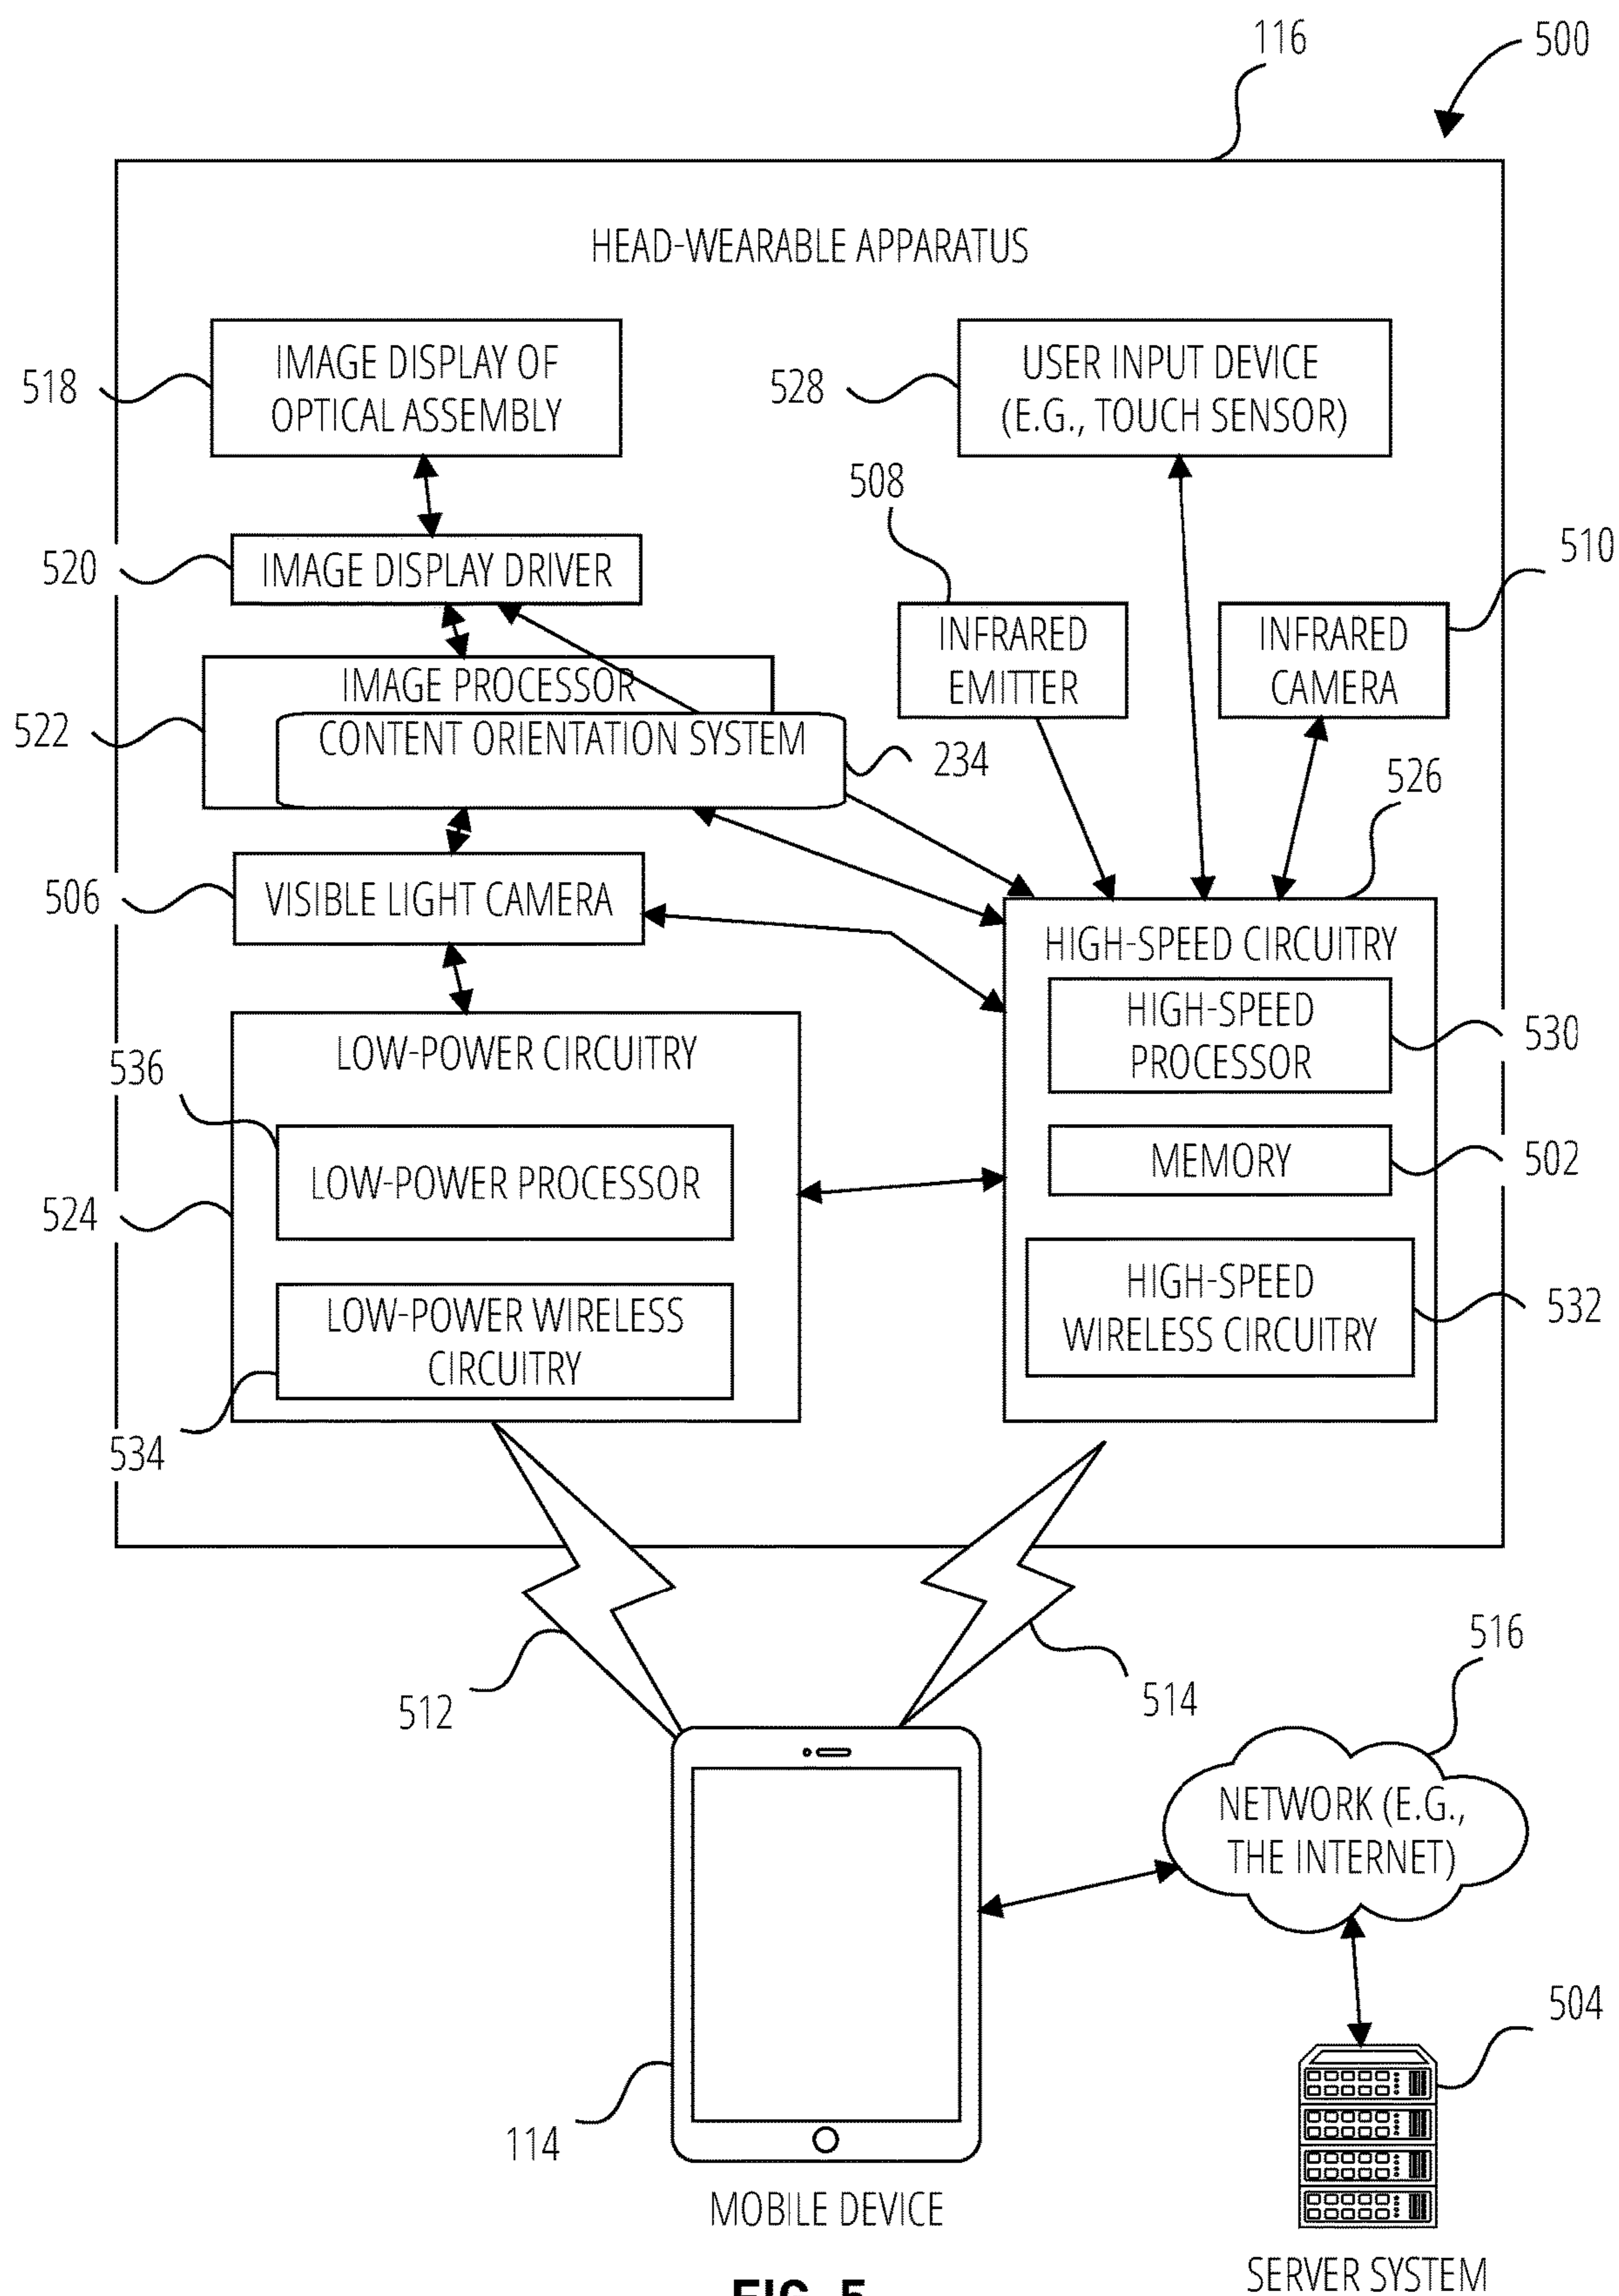 116
500
HEAD-WEARABLE APPARATUS
518
IMAGE DISPLAY OF
OPTICAL ASSEMBLY
528
USER INPUT DEVICE
(E.G., TOUCH SENSOR)
508
520
IMAGE DISPLAY DRIVER
510
INFRARED
EMITTER
INFRARED
CAMERA
522
IMAGE PROCESSOR
CONTENT ORIENTATION SYSTEM
234
526
506
VISIBLE LIGHT CAMERA
HIGH-SPEED CIRCUITRY
HIGH-SPEED
PROCESSOR
530
536
LOW-POWER CIRCUITRY
MEMORY
502
524
LOW-POWER PROCESSOR
HIGH-SPEED
WIRELESS CIRCUITRY
532
LOW-POWER WIRELESS
CIRCUITRY
534
512
514
516
NETWORK (E.G.,
THE INTERNET)
504
114
MOBILE DEVICE
SERVER SYSTEM
FIG. 5